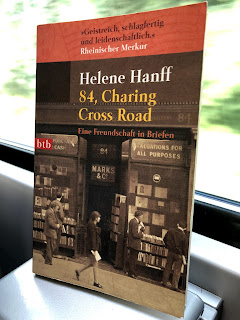 »Geistreich, schlagfertig
und leidenschaftlich.«
Rheinischer Merkur
Helene Hanff
84, Charing
Cross Road
btb
Eine Freundschaft in Briefen
VALUATIONS FOR
ALL PURPOSES
84
MARKS &